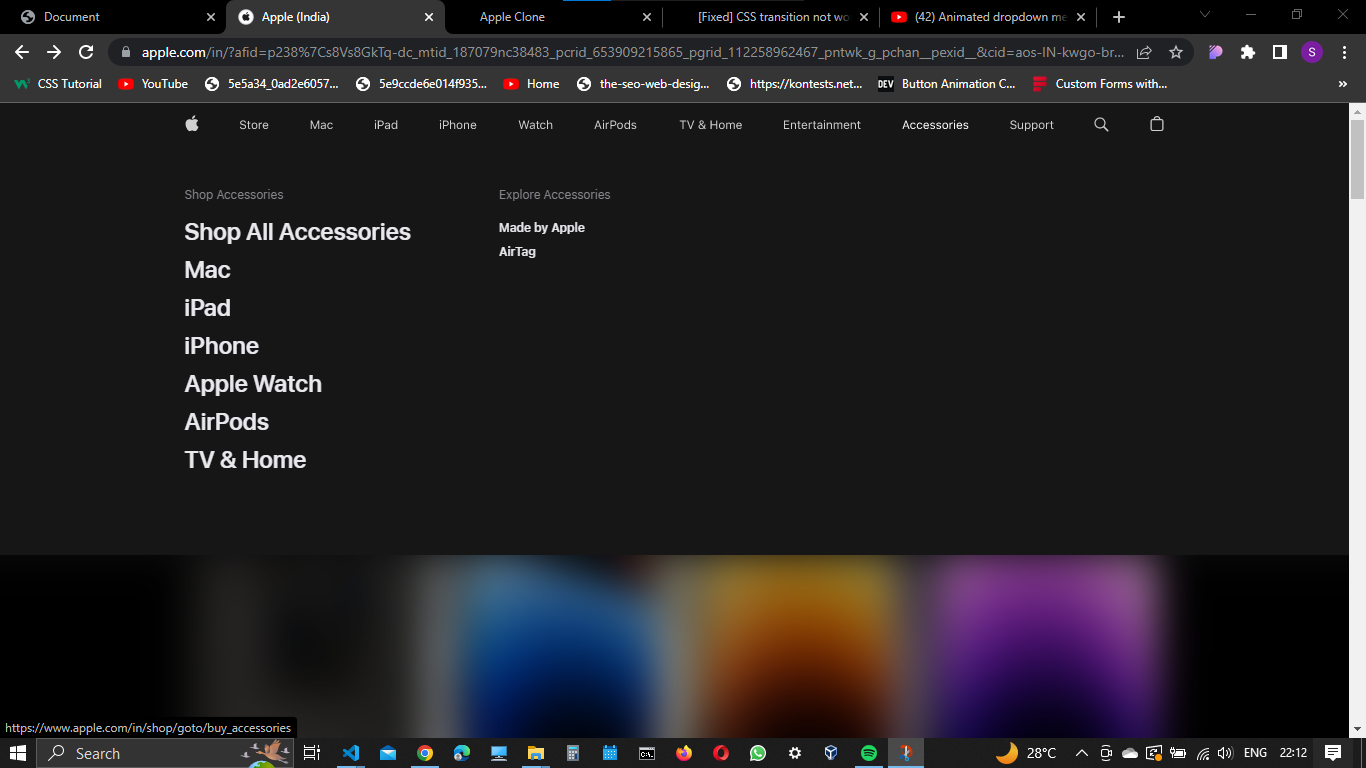 Document
Apple (India)
Apple Clone
[Fixed] CSS transition not wo
(42) Animated dropdown me
apple.com/in/?afid=p238%7Cs8Vs8GkTq-dc_mtid_187079nc38483_pcrid_653909215865_pgrid_112258962467_pntwk_g_pchan__pexid__&cid=aos-IN-kwgo-br...
S
CSS Tutorial
YouTube
5e5a34_0ad2e6057...
5e9ccde6e014f935...
Home
the-seo-web-desig...
https://kontests.net...
DEV
Button Animation C...
Custom Forms with...
»
Store
Mac
iPad
iPhone
Watch
AirPods
TV & Home
Entertainment
Accessories
Support
Shop Accessories
Shop All Accessories
Mac
iPad
iPhone
Apple Watch
AirPods
TV & Home
Explore Accessories
Made by Apple
AirTag
https://www.apple.com/in/shop/goto/buy_accessories
Search
28°C
ENG
22:12